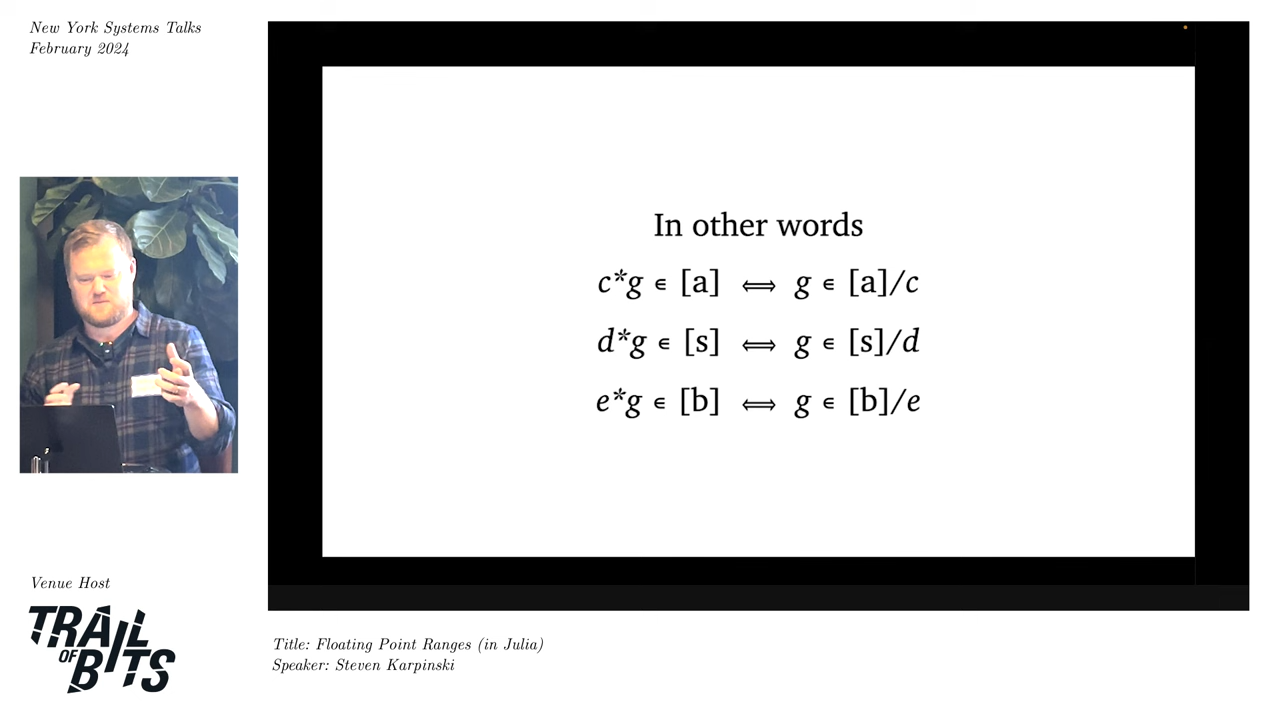 New York Systems Talks
February 2024
In other words
c*g ∈ [a] ⟺ g ∈ [a]/c
d*g ∈ [s] ⟺ g ∈ [s]/d
e*g ∈ [b] ⟺ g ∈ [b]/e
Venue Host
TRAIL
OF
BITS
Title: Floating Point Ranges (in Julia)
Speaker: Steven Karpinski